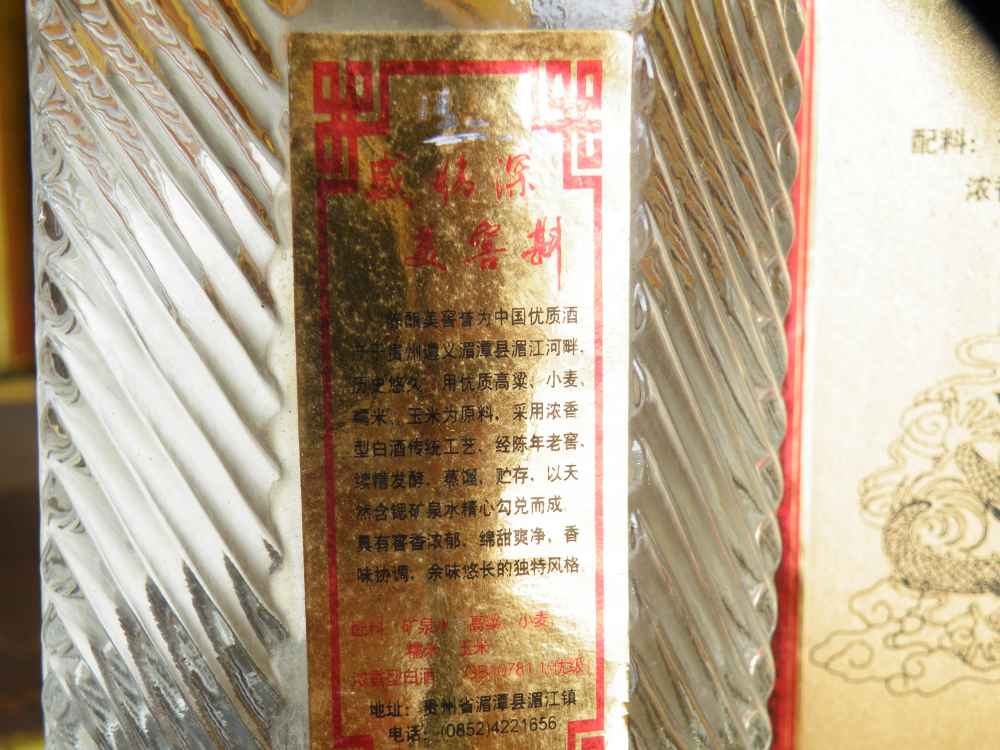 感情深
美窖斟
陈酿美窖誉为中国优质酒
于贵州遵义湄潭县湄江河畔、
历史悠久、用优质高粱、小麦、
糯米、玉米为原料，采用浓香
型白酒传统工艺、经陈年老窖、
续糟发酵、蒸馏、贮存、以天
然含锶矿泉水精心勾兑而成
具有窖香浓郁、绵甜爽净、香
味协调、余味悠长的独特风格
配料：矿泉 高粱 小麦
糯米 玉米
浓香型白酒 10781.1 优级
地址：贵州省湄潭县湄江镇
电话：(0852)4221656
配料：
浓